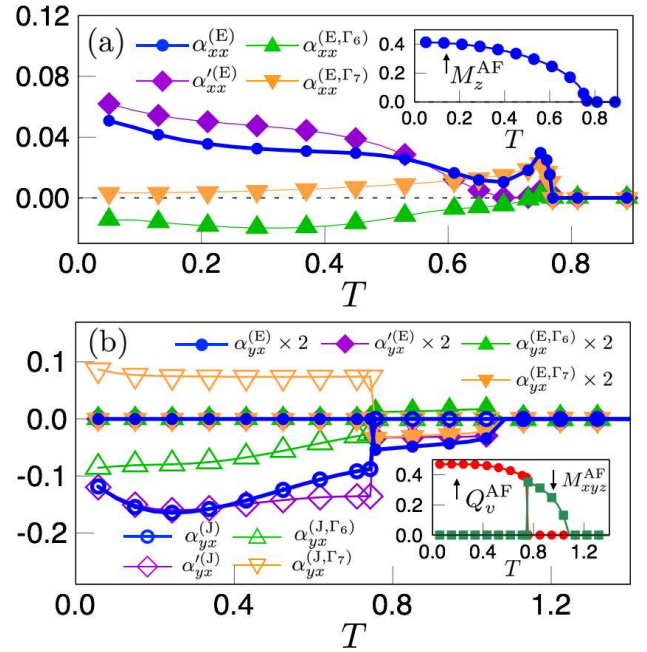 (a)
α_{xx}^{(E)} α_{xx}^{(E,Γ_6)}
α'_{xx}^{(E)} α_{xx}^{(E,Γ_7)}
0.12
0.08
0.04
0.00
0.0 0.2 0.4 0.6 0.8
T
0.4
0.2
0.0
M_z^{AF}
0 0.2 0.4 0.6 0.8
T
(b)
α_{yx}^{(E)} × 2 α'_{yx}^{(E)} × 2 α_{yx}^{(E,Γ_6)} × 2
α_{yx}^{(E,Γ_7)} × 2
0.1
0.0
-0.1
-0.2
α_{yx}^{(J)} α_{yx}^{(J,Γ_6)}
α'_{yx}^{(J)} α_{yx}^{(J,Γ_7)}
0.0 0.4 0.8 1.2
T
0.4
0.2
0.0
Q_v^{AF} M_{xyz}^{AF}
0 0.4 0.8 1.2
T